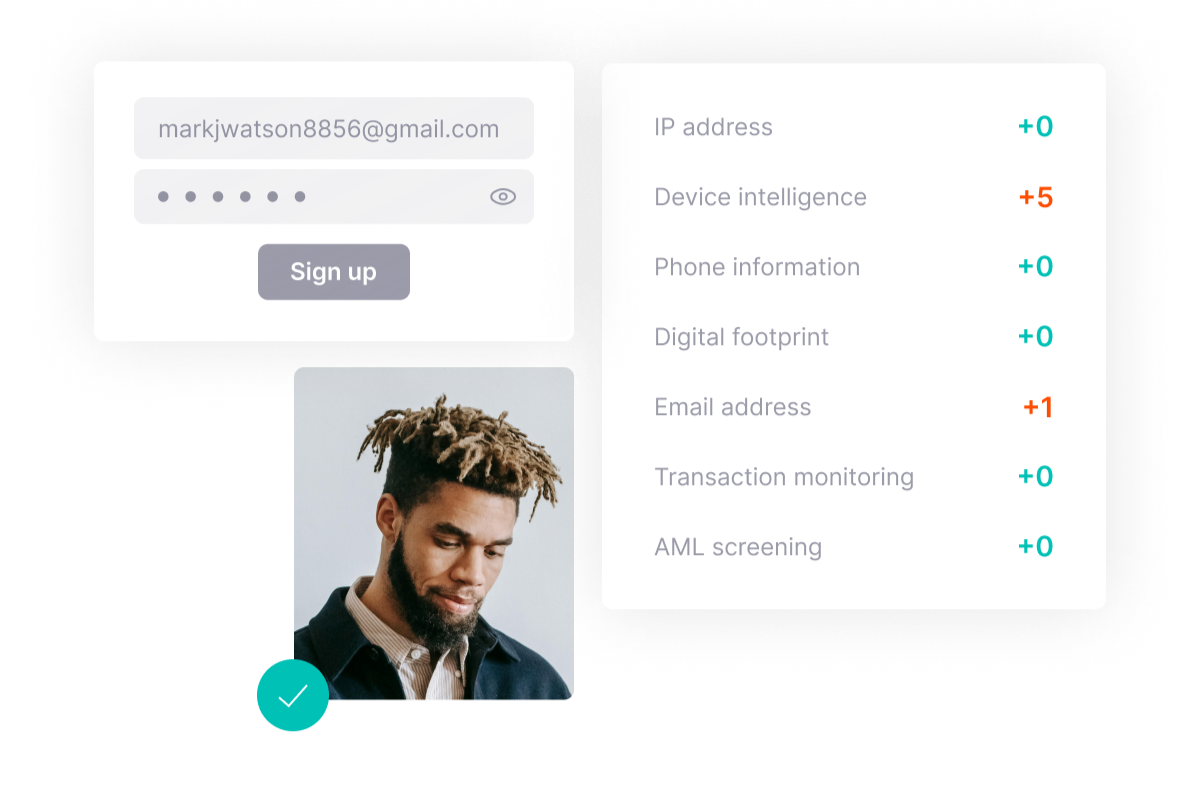 markjwatson8856@gmail.com
Sign up
IP address +0
Device intelligence +5
Phone information +0
Digital footprint +0
Email address +1
Transaction monitoring +0
AML screening +0